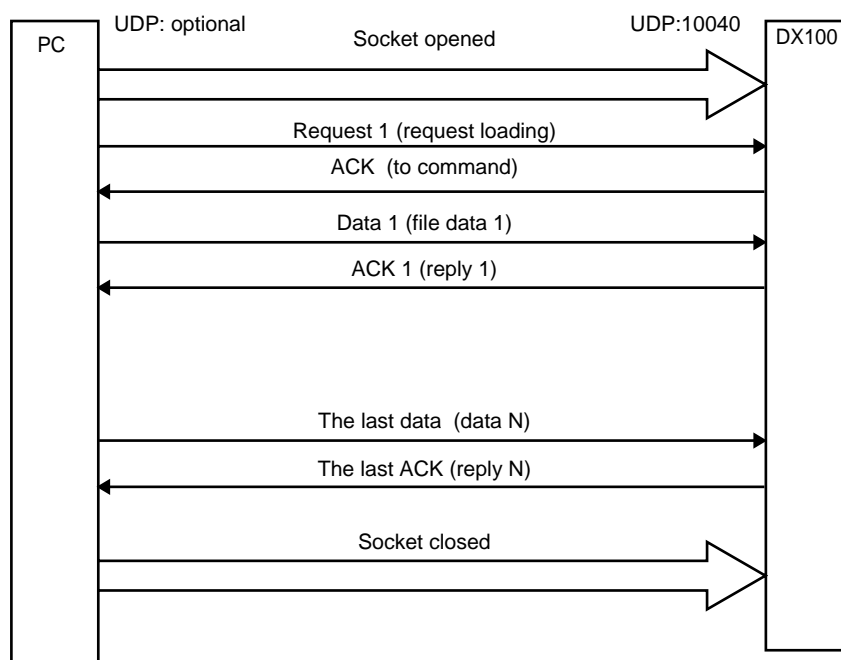 UDP: optional
UDP:10040
PC
Socket opened
DX100
Request 1 (request loading)
ACK (to command)
Data 1 (file data 1)
ACK 1 (reply 1)
The last data (data N)
The last ACK (reply N)
Socket closed